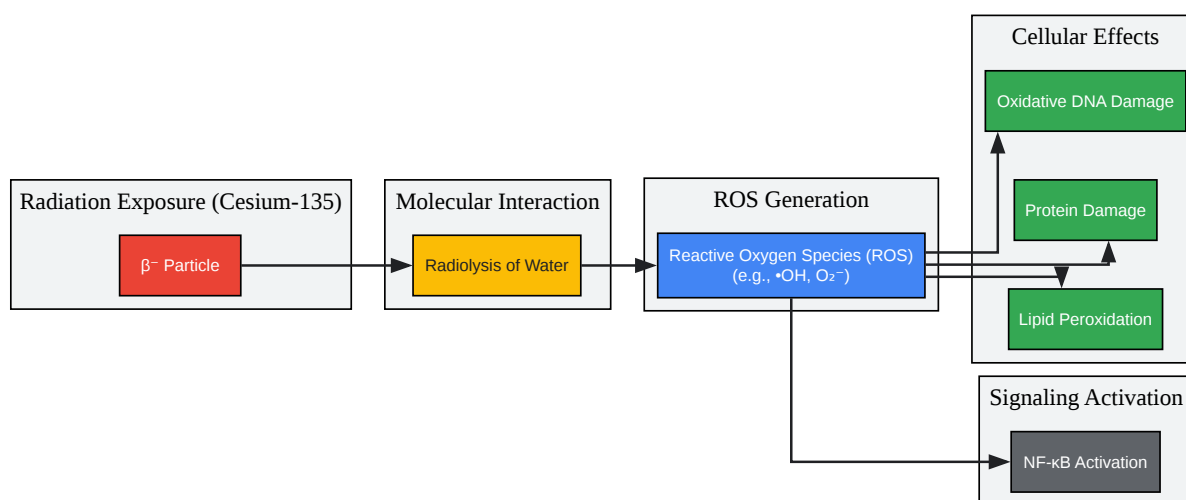 Radiation Exposure (Cesium-135)
β⁻ Particle
Molecular Interaction
Radiolysis of Water
ROS Generation
Reactive Oxygen Species (ROS)
(e.g., •OH, O₂⁻)
Cellular Effects
Oxidative DNA Damage
Protein Damage
Lipid Peroxidation
Signaling Activation
NF-κB Activation